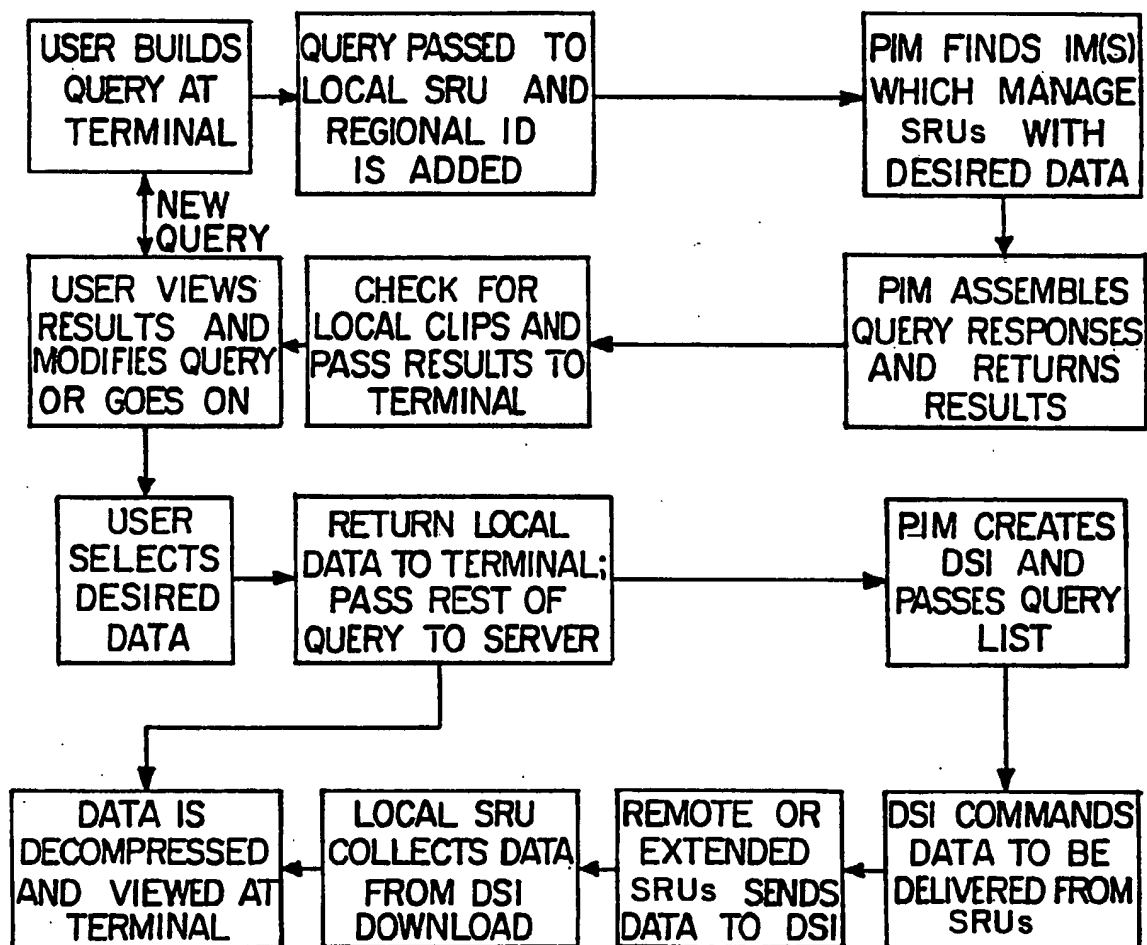 USER BUILDS
QUERY AT
TERMINAL
QUERY PASSED TO
LOCAL SRU AND
REGIONAL ID
IS ADDED
PIM FINDS IM(S)
WHICH MANAGE
SRUs WITH
DESIRED DATA
NEW
QUERY
USER VIEWS
RESULTS AND
MODIFIES QUERY
OR GOES ON
CHECK FOR
LOCAL CLIPS AND
PASS RESULTS TO
TERMINAL
PIM ASSEMBLES
QUERY RESPONSES
AND RETURNS
RESULTS
USER
SELECTS
DESIRED
DATA
RETURN LOCAL
DATA TO TERMINAL;
PASS REST OF
QUERY TO SERVER
PIM CREATES
DSI AND
PASSES QUERY
LIST
DATA IS
DECOMPRESSED
AND VIEWED AT
TERMINAL
LOCAL SRU
COLLECTS DATA
FROM DSI
DOWNLOAD
REMOTE OR
EXTENDED
SRUs SENDS
DATA TO DSI
DSI COMMANDS
DATA TO BE
DELIVERED FROM
SRUs